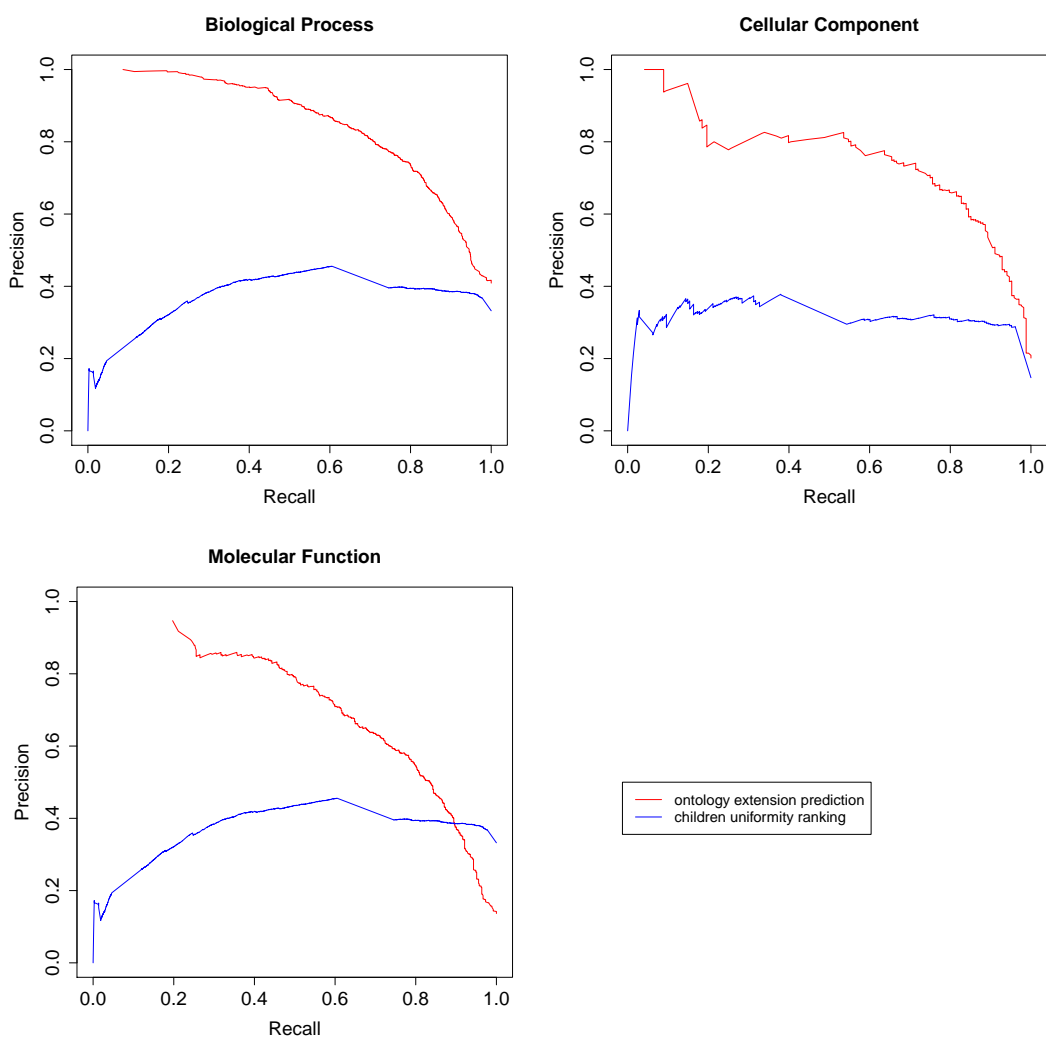 Biological Process
Precision
0.0 0.2 0.4 0.6 0.8 1.0
0.0 0.2 0.4 0.6 0.8 1.0
Recall
Cellular Component
Precision
0.0 0.2 0.4 0.6 0.8 1.0
0.0 0.2 0.4 0.6 0.8 1.0
Recall
Molecular Function
Precision
0.0 0.2 0.4 0.6 0.8 1.0
0.0 0.2 0.4 0.6 0.8 1.0
Recall
ontology extension prediction
children uniformity ranking